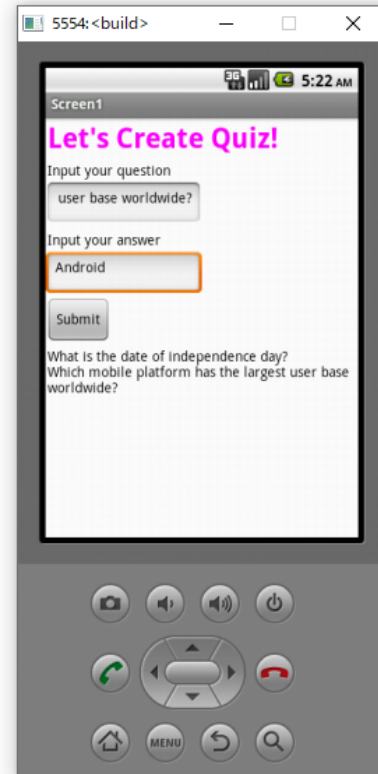 5554:<build>
3G 5:22 AM
Screen1
Let's Create Quiz!
Input your question
user base worldwide?
Input your answer
Android
Submit
What is the date of independence day?
Which mobile platform has the largest user base
worldwide?
MENU